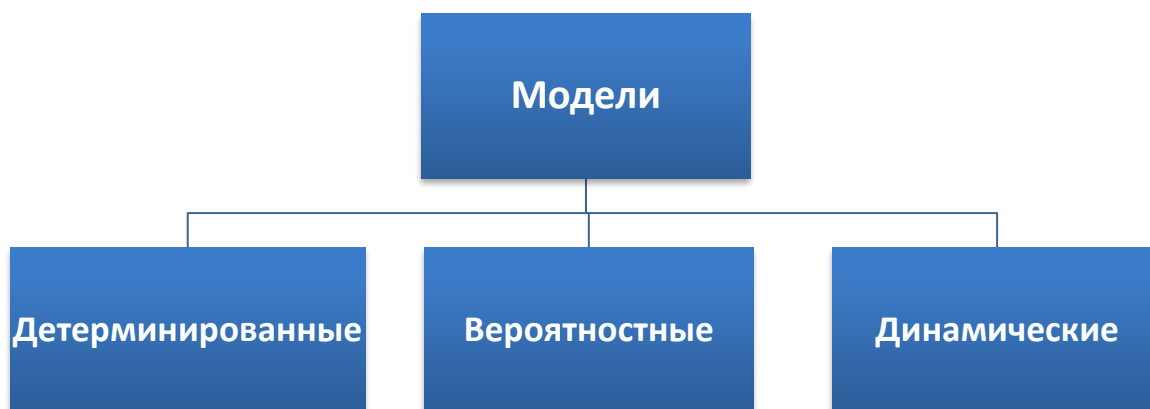 Модели
Детерминированные
Вероятностные
Динамические